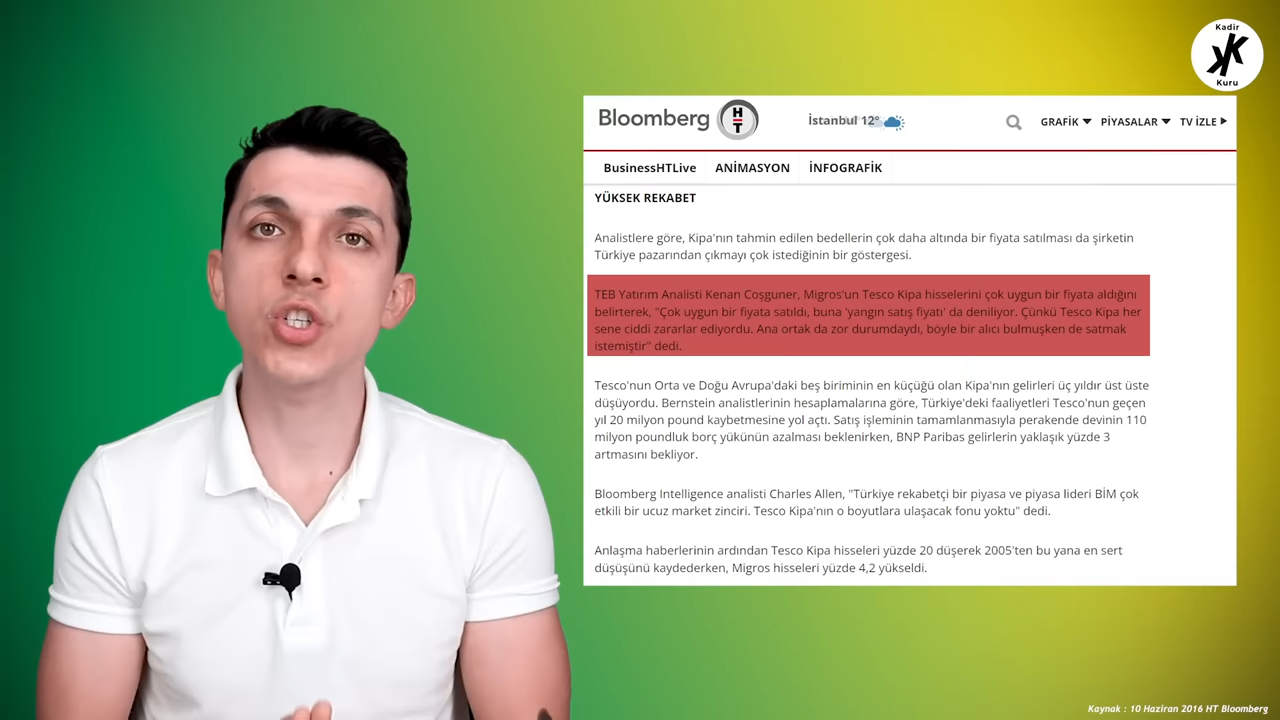 Kadir
KK
Kuru
Bloomberg
HT
İstanbul 12°
GRAFİK
PİYASALAR
TV İZLE
BusinessHTLive
ANİMASYON
İNFOGRAFİK
YÜKSEK REKABET
Analistlere göre, Kipa'nın tahmin edilen bedellerin çok daha altında bir fiyata satılması da şirketin
Türkiye pazarından çıkmayı çok istediğinin bir göstergesi.
TEB Yatırım Analisti Kenan Coşguner, Migros'un Tesco Kipa hisselerini çok uygun bir fiyata aldığını
belirterek, "Çok uygun bir fiyata satıldı, buna 'yangın satış fiyatı' da deniliyor. Çünkü Tesco Kipa her
sene ciddi zararlar ediyordu. Ana ortak da zor durumdaydı, böyle bir alıcı bulmuşken de satmak
istemiştir" dedi.
Tesco'nun Orta ve Doğu Avrupa'daki beş biriminin en küçüğü olan Kipa'nın gelirleri üç yıldır üst üste
düşüyordu. Bernstein analistlerinin hesaplamalarına göre, Türkiye'deki faaliyetleri Tesco'nun geçen
yıl 20 milyon pound kaybetmesine yol açtı. Satış işleminin tamamlanmasıyla perakende devinin 110
milyon poundluk borç yükünün azalması beklenirken, BNP Paribas gelirlerin yaklaşık yüzde 3
artmasını bekliyor.
Bloomberg Intelligence analisti Charles Allen, "Türkiye rekabetçi bir piyasa ve piyasa lideri BİM çok
etkili bir ucuz market zinciri. Tesco Kipa'nın o boyutlara ulaşacak fonu yoktu" dedi.
Anlaşma haberlerinin ardından Tesco Kipa hisseleri yüzde 20 düşerek 2005'ten bu yana en sert
düşüşünü kaydederken, Migros hisseleri yüzde 4,2 yükseldi.
Kaynak : 10 Haziran 2016 HT Bloomberg